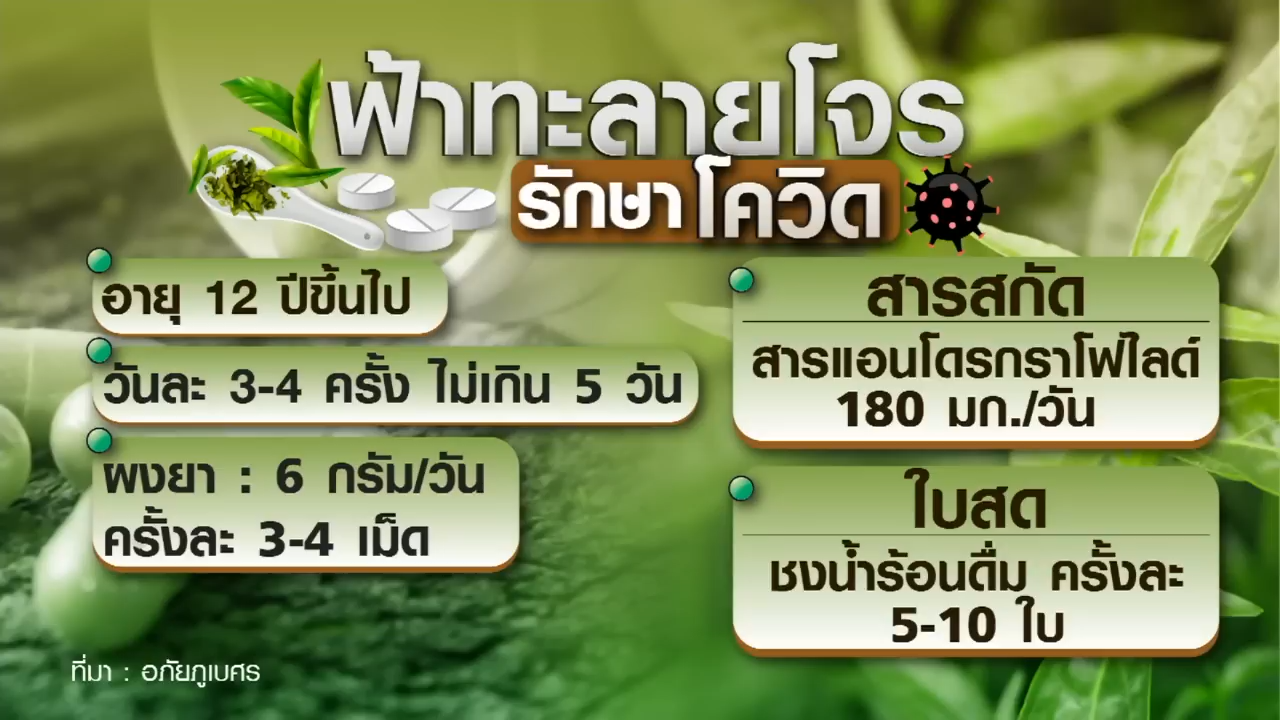 ฟ้าทะลายโจร
รักษาโควิด
อายุ 12 ปีขึ้นไป
วันละ 3-4 ครั้ง ไม่เกิน 5 วัน
ผงยา : 6 กรัม/วัน
ครั้งละ 3-4 เม็ด
สารสกัด
สารแอนโดรกราโฟไลด์
180 มก./วัน
ใบสด
ชงน้ำร้อนดื่ม ครั้งละ
5-10 ใบ
ที่มา : อภัยภูเบศร